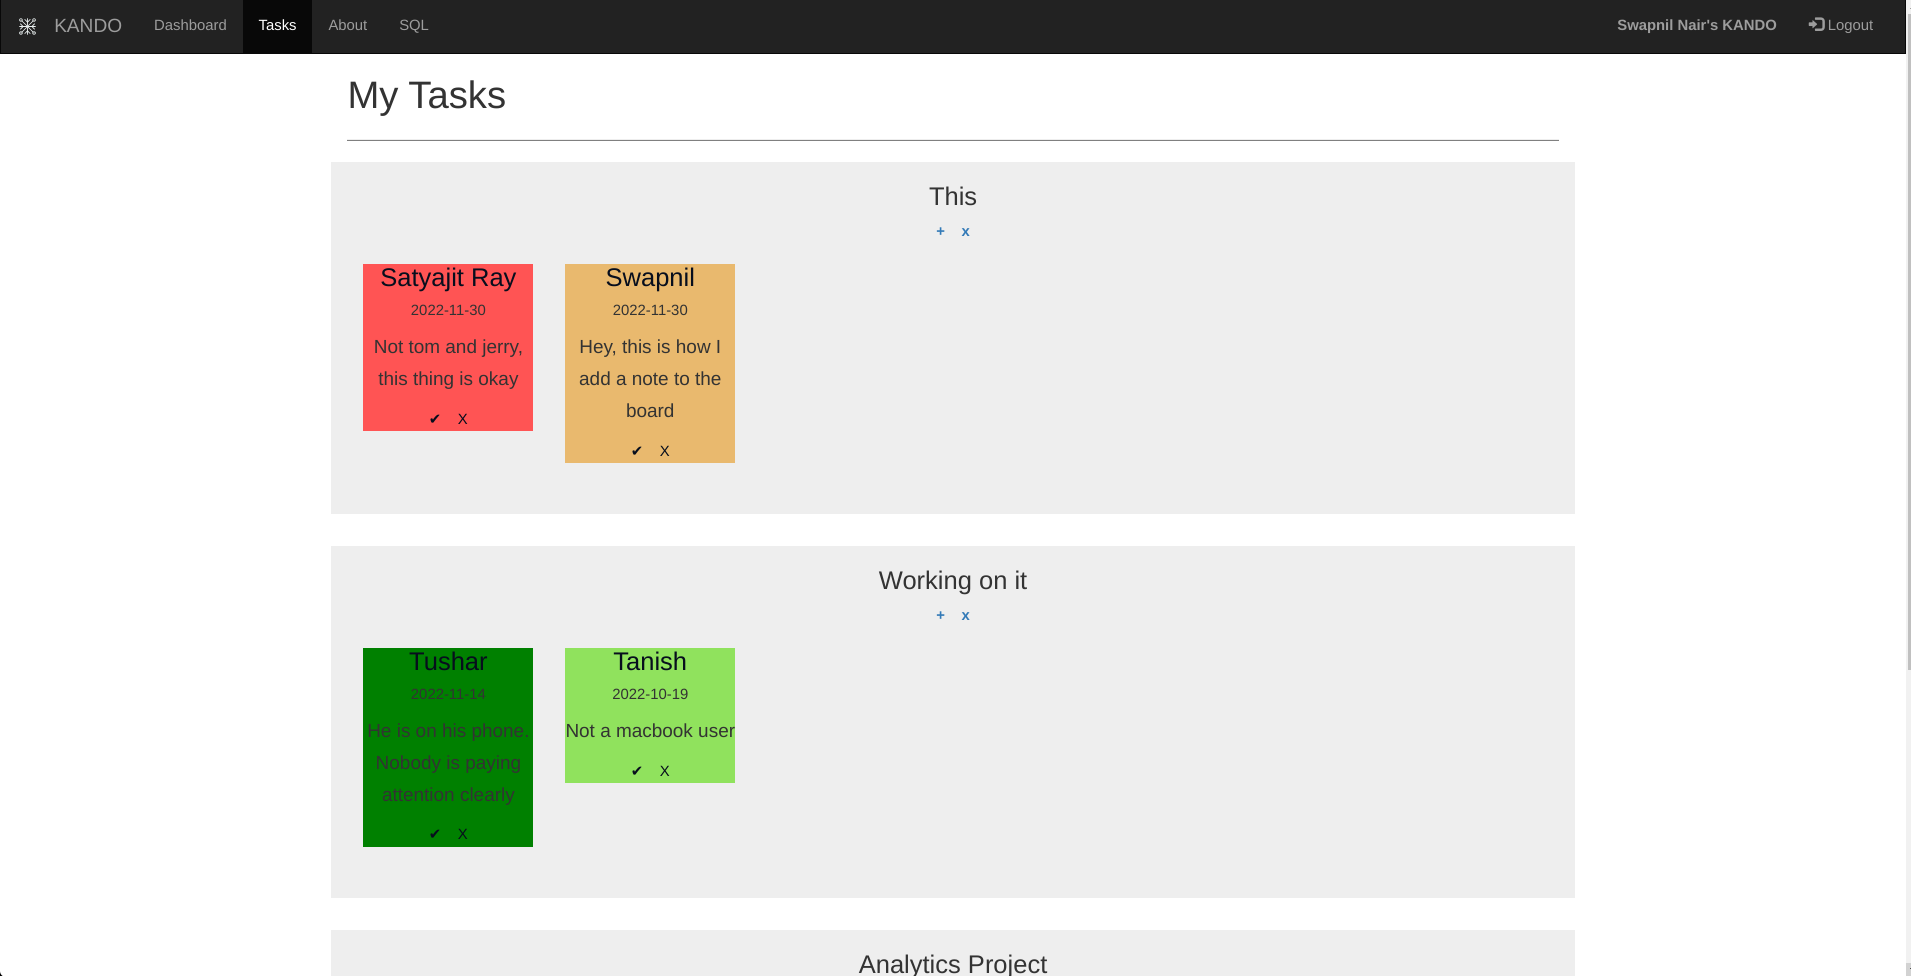 KANDO Dashboard Tasks About SQL Swapnil Nair's KANDO Logout
My Tasks
This
+ x
Satyajit Ray
2022-11-30
Not tom and jerry,
this thing is okay
✔ X
Swapnil
2022-11-30
Hey, this is how I
add a note to the
board
✔ X
Working on it
+ x
Tushar
2022-11-14
He is on his phone.
Nobody is paying
attention clearly
✔ X
Tanish
2022-10-19
Not a macbook user
✔ X
Analytics Project